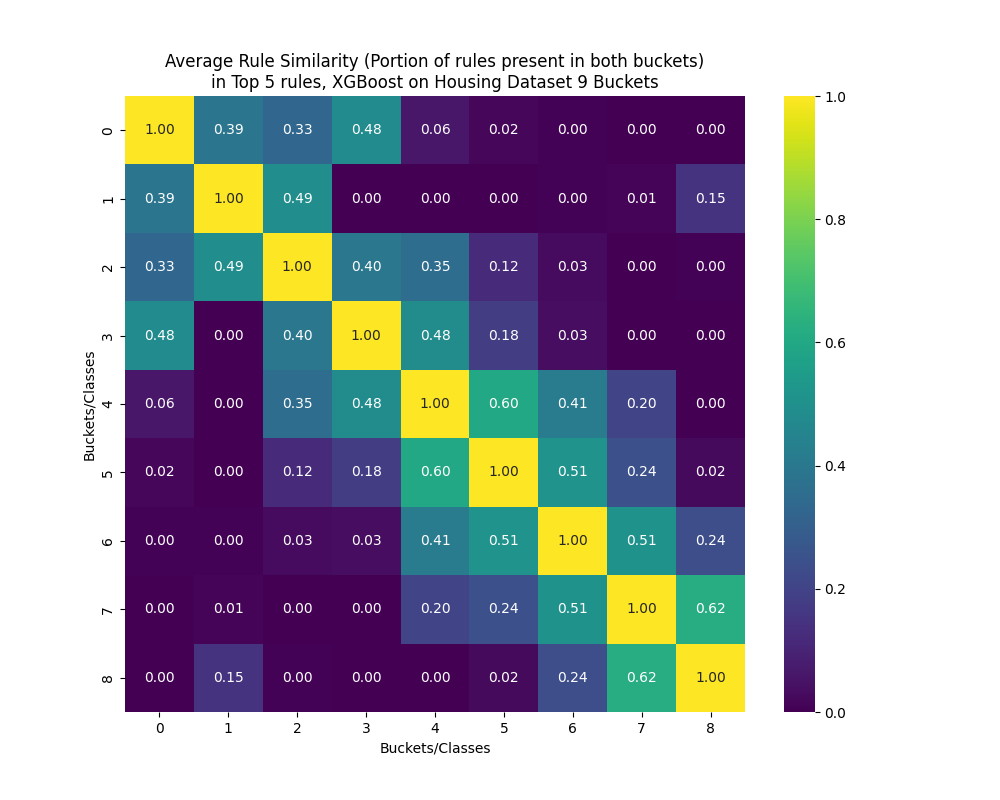 Average Rule Similarity (Portion of rules present in both buckets)
in Top 5 rules, XGBoost on Housing Dataset 9 Buckets
Buckets/Classes
0 1.00 0.39 0.33 0.48 0.06 0.02 0.00 0.00 0.00
1 0.39 1.00 0.49 0.00 0.00 0.00 0.00 0.01 0.15
2 0.33 0.49 1.00 0.40 0.35 0.12 0.03 0.00 0.00
3 0.48 0.00 0.40 1.00 0.48 0.18 0.03 0.00 0.00
4 0.06 0.00 0.35 0.48 1.00 0.60 0.41 0.20 0.00
5 0.02 0.00 0.12 0.18 0.60 1.00 0.51 0.24 0.02
6 0.00 0.00 0.03 0.03 0.41 0.51 1.00 0.51 0.24
7 0.00 0.01 0.00 0.00 0.20 0.24 0.51 1.00 0.62
8 0.00 0.15 0.00 0.00 0.00 0.02 0.24 0.62 1.00
0 1 2 3 4 5 6 7 8
Buckets/Classes
1.0
0.8
0.6
0.4
0.2
0.0